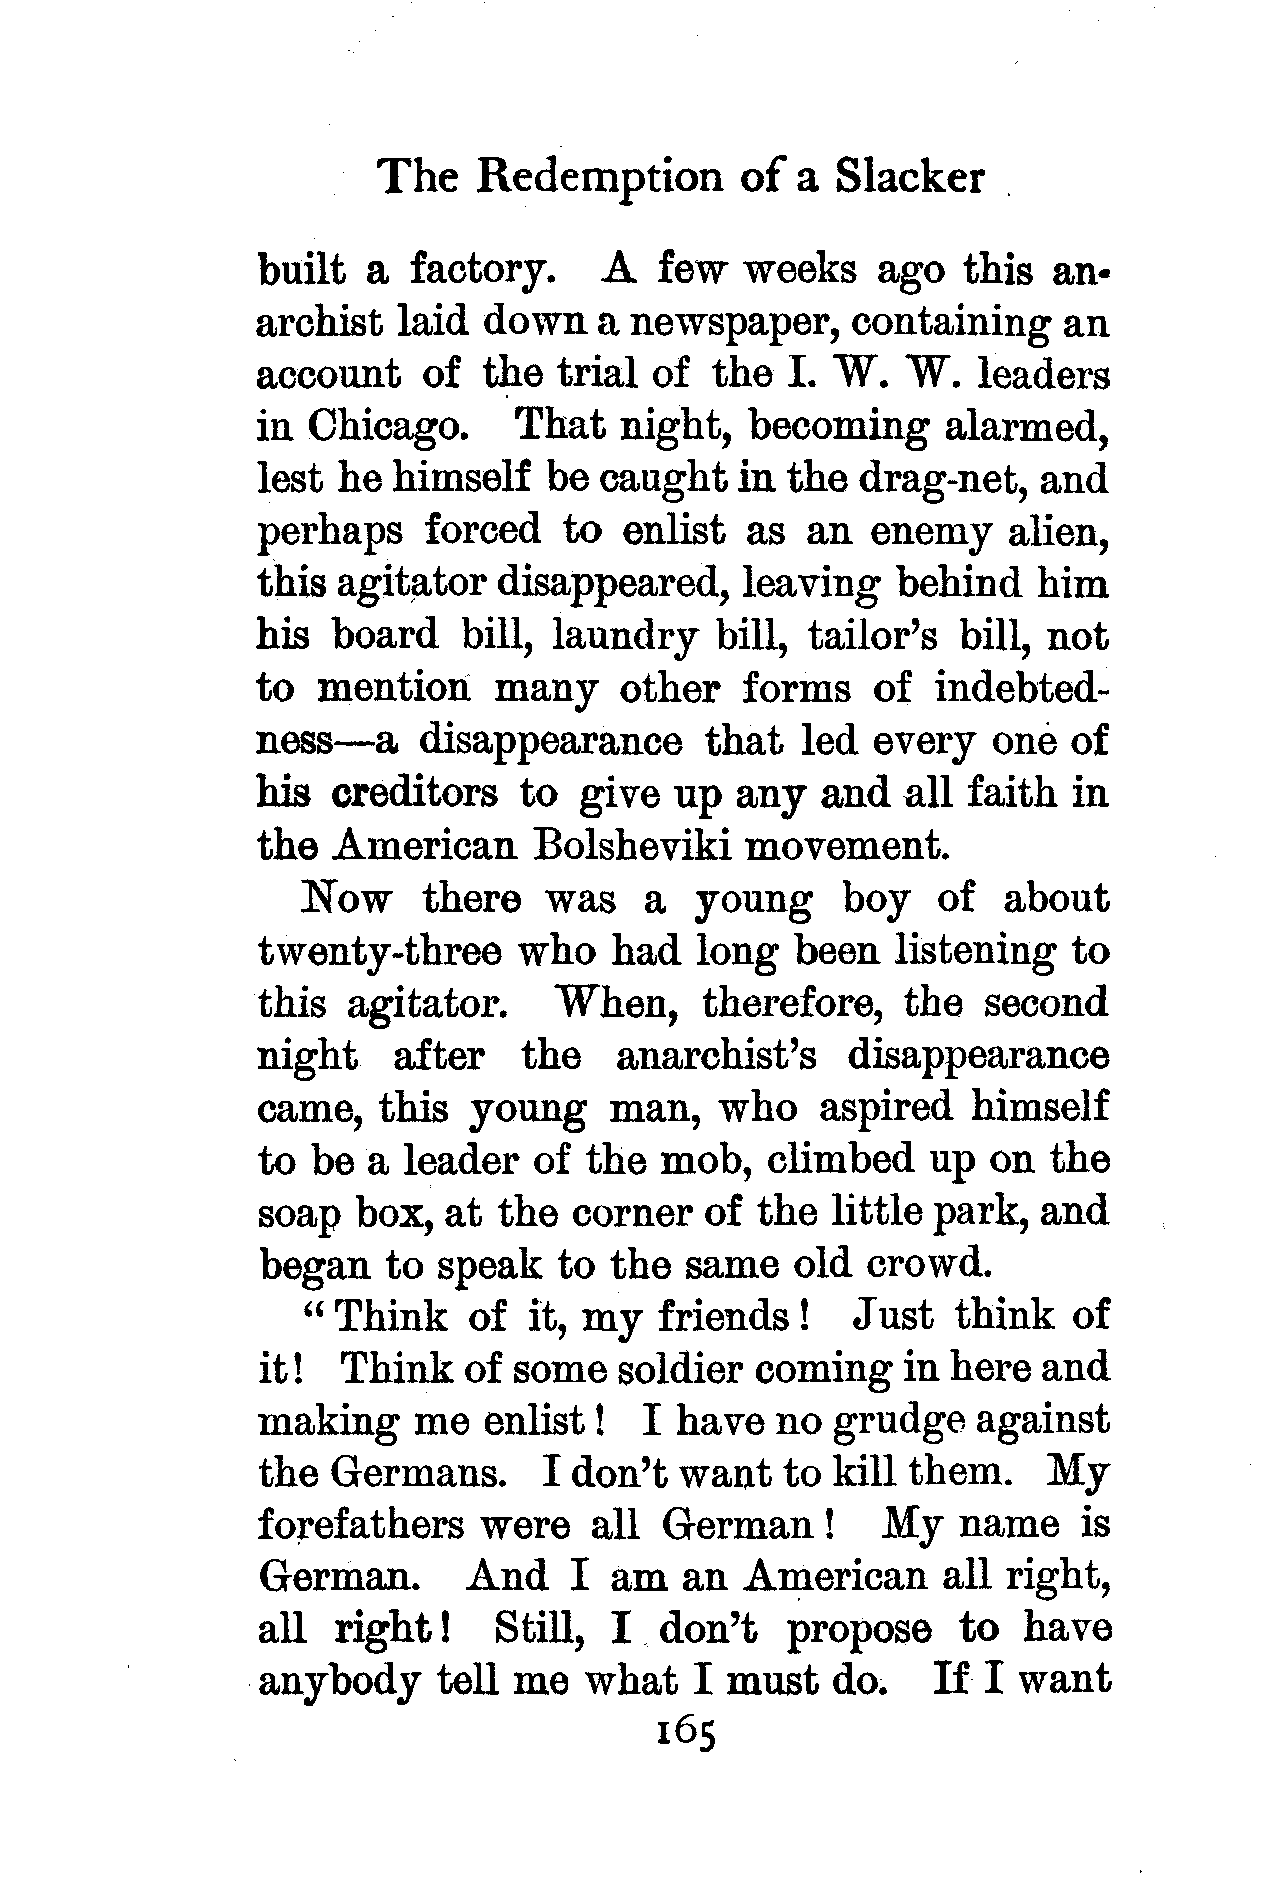 The Redemption of a Slacker
built a factory. A few weeks ago this an-
archist laid down a newspaper, containing an
account of the trial of the I. W. W. leaders
in Chicago. That night, becoming alarmed,
lest he himself be caught in the drag-net, and
perhaps forced to enlist as an enemy alien,
this agitator disappeared, leaving behind him
his board bill, laundry bill, tailor's bill, not
to mention many other forms of indebted-
ness—a disappearance that led every one of
his creditors to give up any and all faith in
the American Bolsheviki movement.
Now there was a young boy of about
twenty-three who had long been listening to
this agitator. When, therefore, the second
night after the anarchist's disappearance
came, this young man, who aspired himself
to be a leader of the mob, climbed up on the
soap box, at the corner of the little park, and
began to speak to the same old crowd.
"Think of it, my friends! Just think of
it! Think of some soldier coming in here and
making me enlist! I have no grudge against
the Germans. I don't want to kill them. My
forefathers were all German! My name is
German. And I am an American all right,
all right! Still, I don't propose to have
anybody tell me what I must do. If I want
165